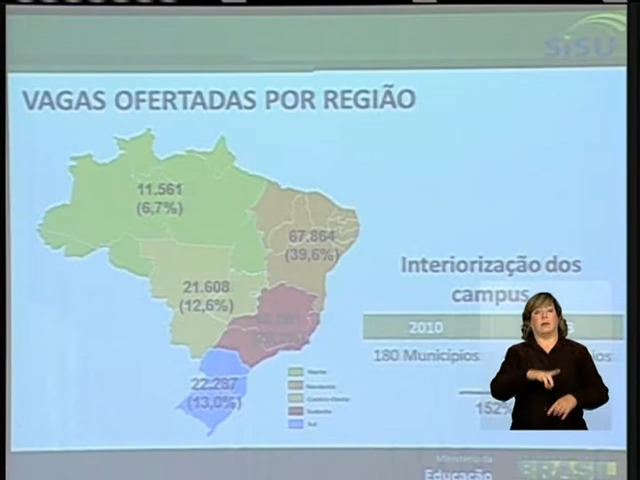 SiSU
VAGAS OFERTADAS POR REGIÃO
11.561
(6,7%)
67.864
(39,6%)
21.608
(12,6%)
22.287
(13,0%)
Norte
Nordeste
Centro-Oeste
Sudeste
Sul
Interiorização dos
campus
2010
180 Municípios
152%
Ministério da
Educação
BRASIL